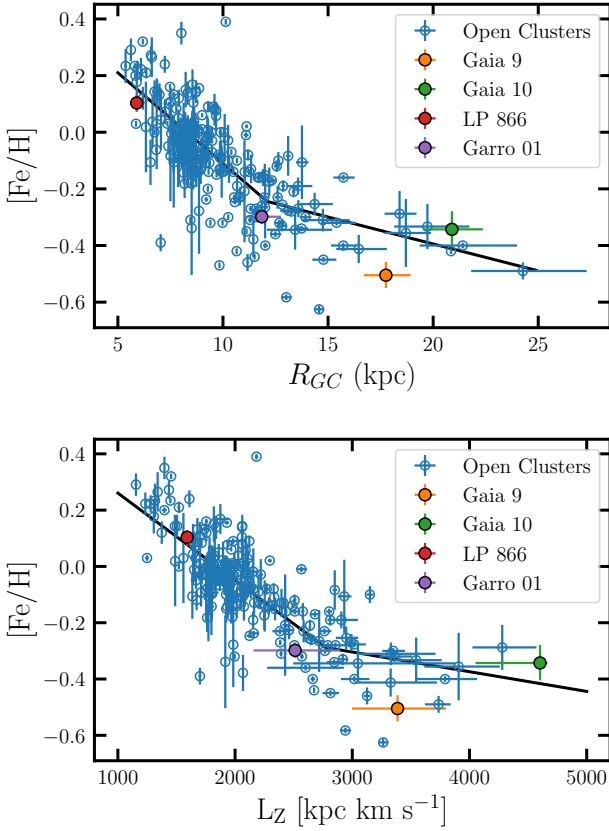 0.4
0.2
0.0
−0.2
−0.4
−0.6
[Fe/H]
Open Clusters
Gaia 9
Gaia 10
LP 866
Garro 01
5 10 15 20 25
R_GC (kpc)
0.4
0.2
0.0
−0.2
−0.4
−0.6
[Fe/H]
Open Clusters
Gaia 9
Gaia 10
LP 866
Garro 01
1000 2000 3000 4000 5000
L_Z [kpc km s⁻¹]